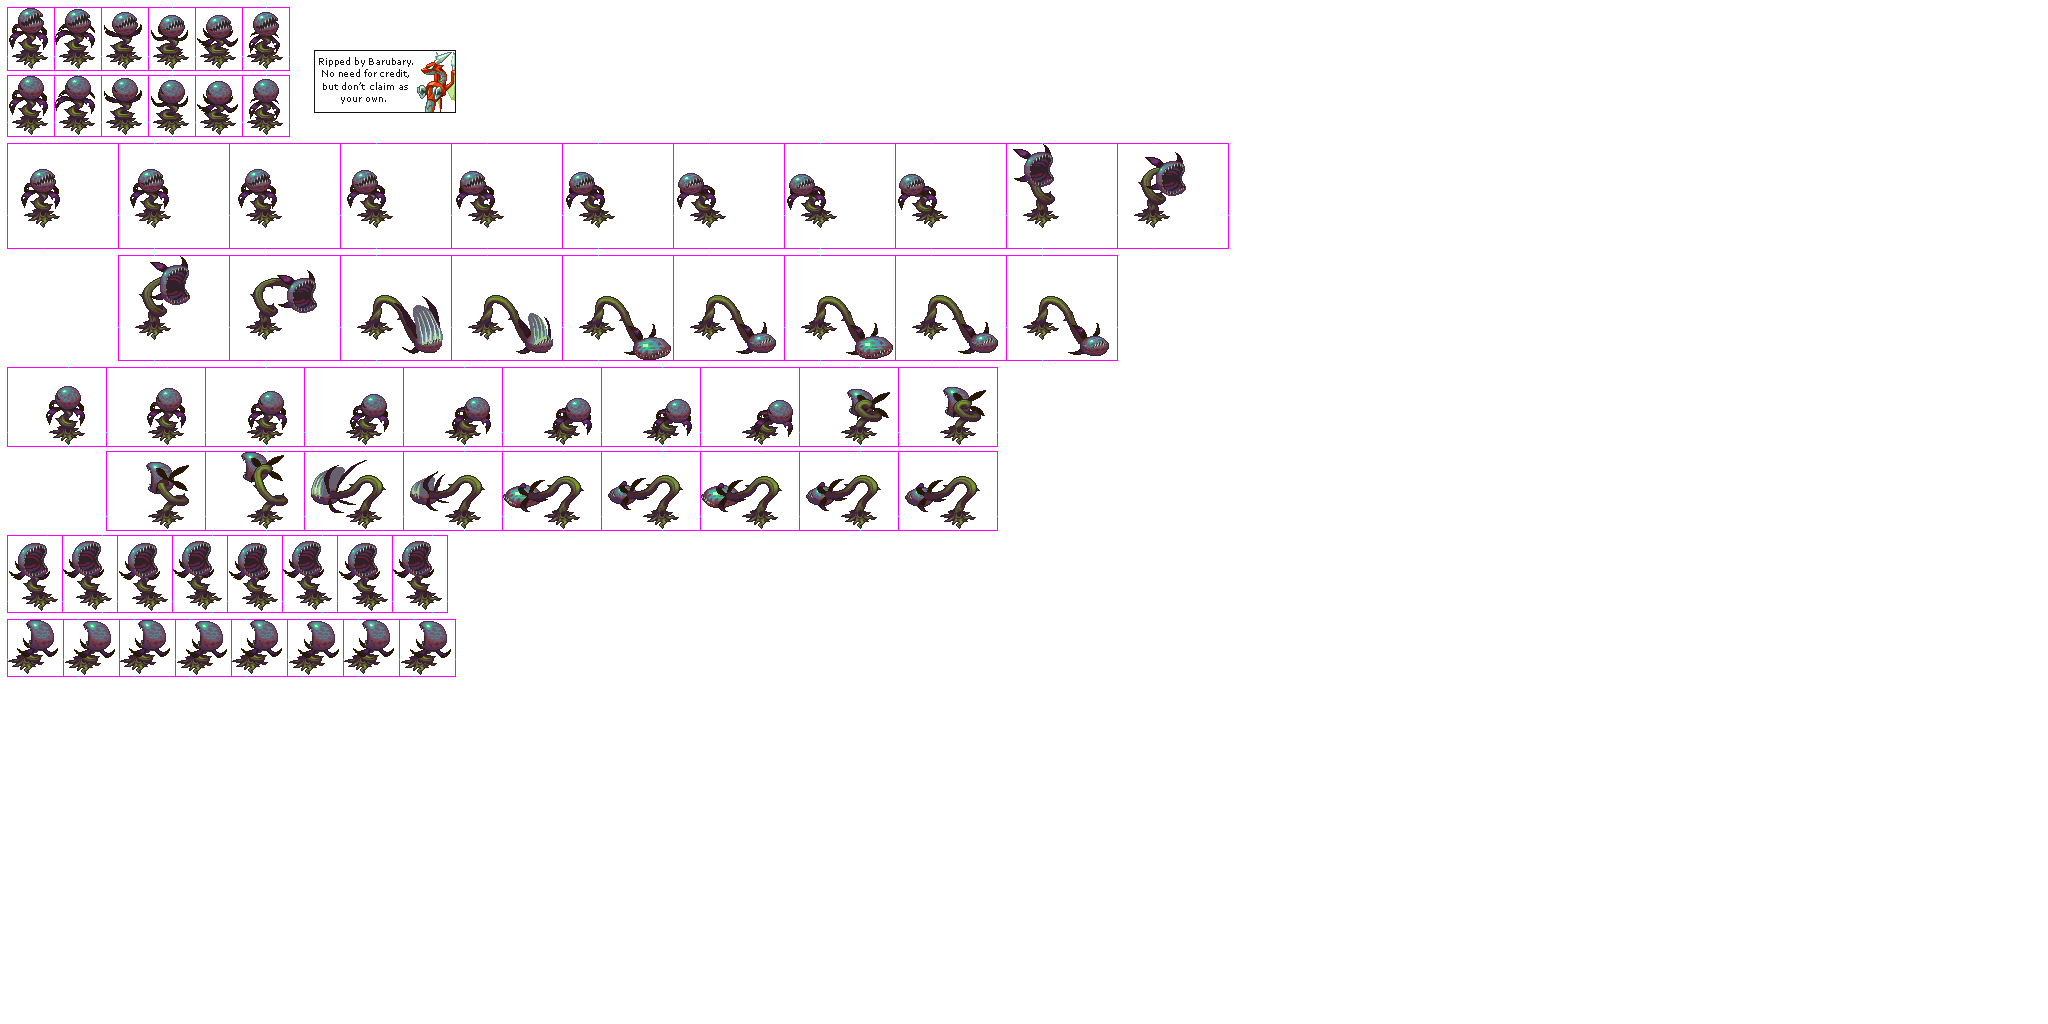 Ripped by Barubary.
No need for credit,
but don't claim as
your own.